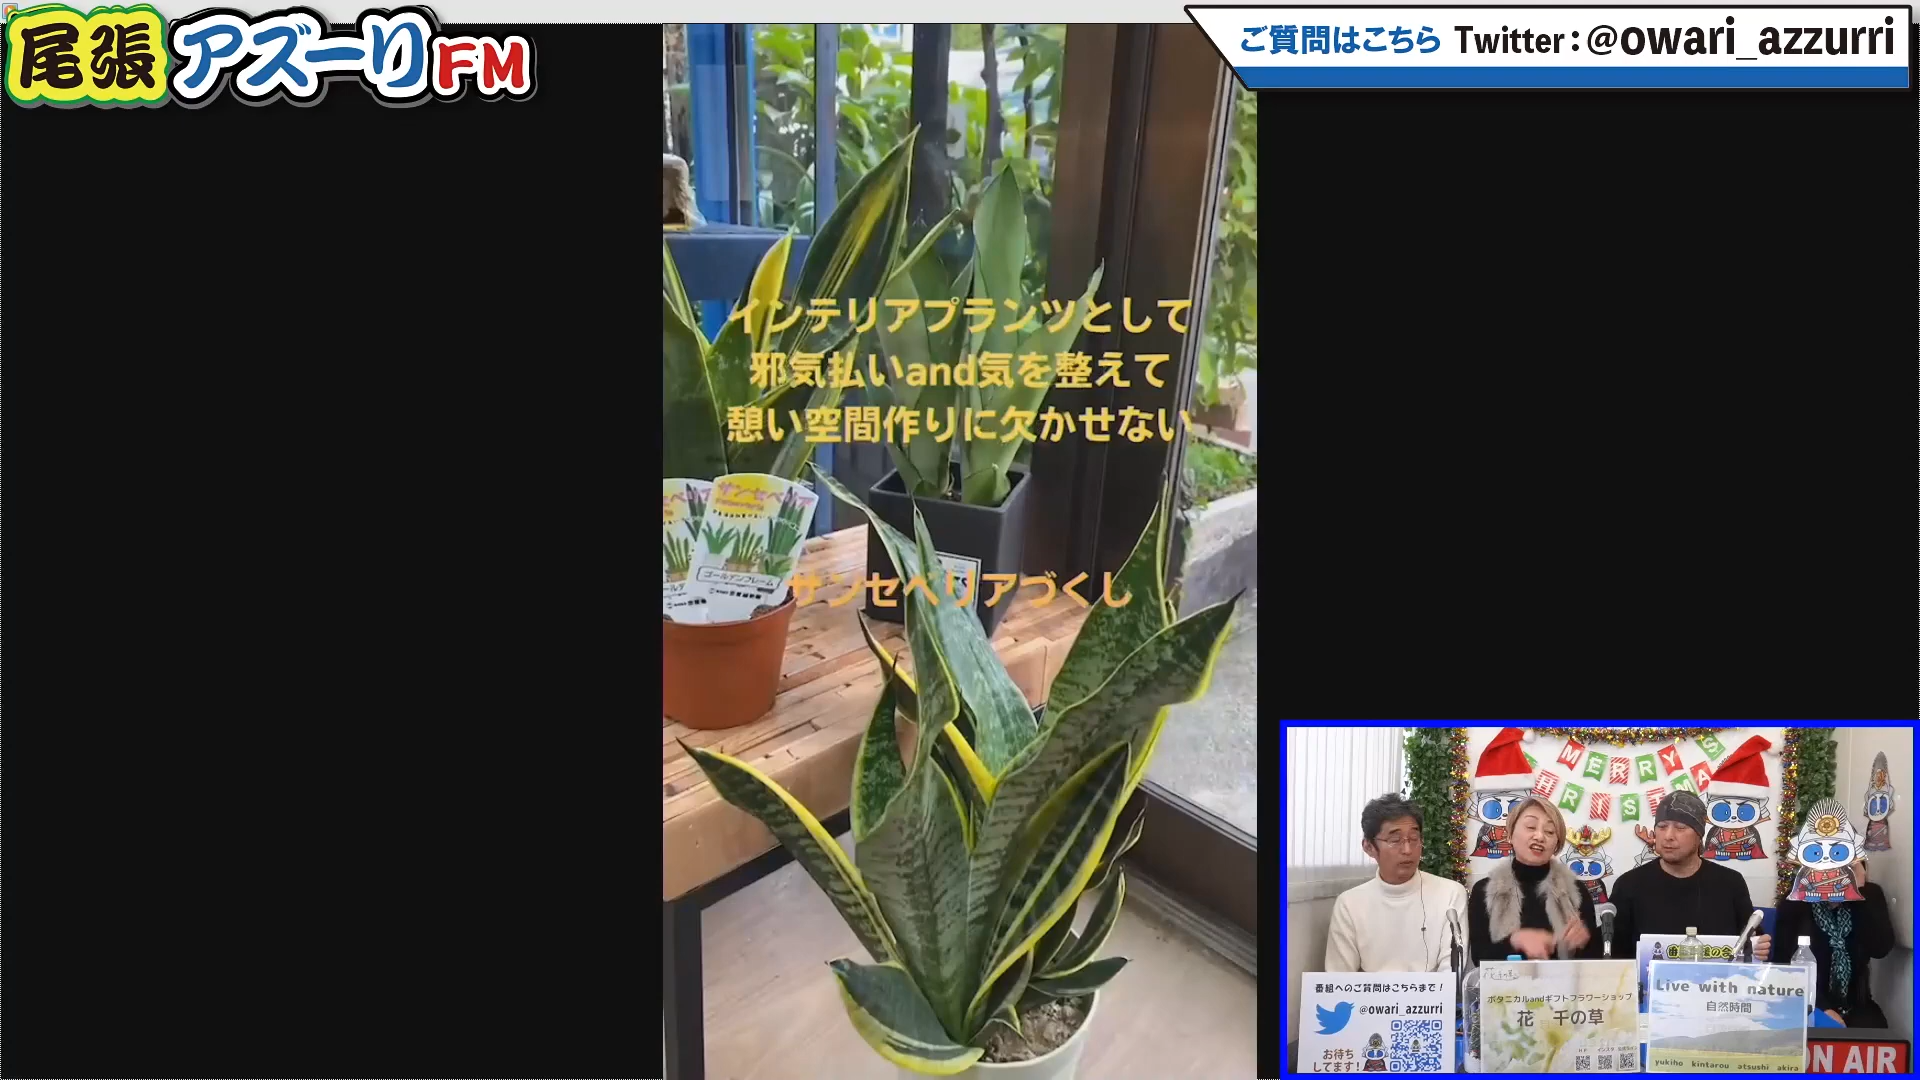 尾張アズーリFM
ご質問はこちら Twitter:@owari_azzurri
インテリアプランツとして
邪気払いand気を整えて
憩い空間作りに欠かせない
サンセベリア
ゴールデンフレーム
サンセベリアづくし
MERRY
番組へのご質問はこちらまで!
@owari_azzurri
お待ち
してます!
ボタニカルandギフトフラワーショップ
花 千の草
Live with nature
自然時間
yukiho kintarou atsushi akira
ON AIR